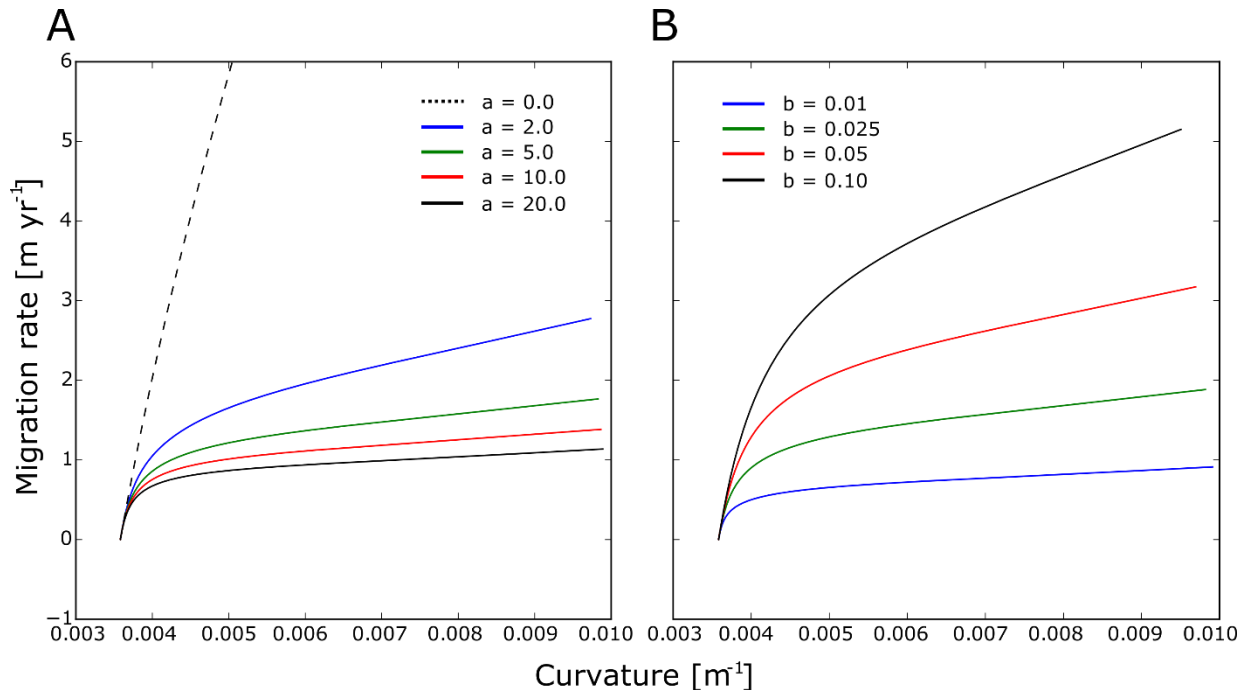 A
B
Migration rate [m yr⁻¹]
6
5
4
3
2
1
0
−1
a = 0.0
a = 2.0
a = 5.0
a = 10.0
a = 20.0
b = 0.01
b = 0.025
b = 0.05
b = 0.10
0.003 0.004 0.005 0.006 0.007 0.008 0.009 0.010
0.003 0.004 0.005 0.006 0.007 0.008 0.009 0.010
Curvature [m⁻¹]